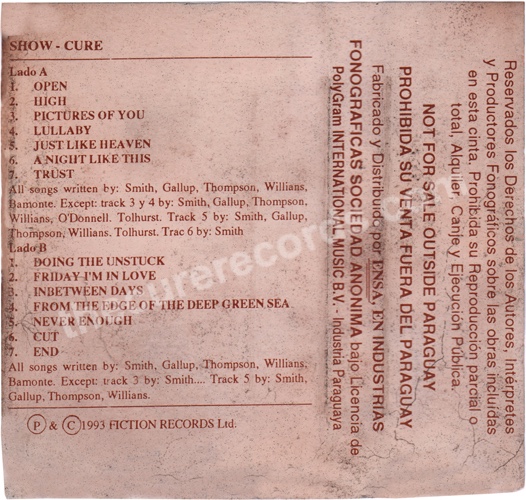 SHOW - CURE
Lado A
1. OPEN
2. HIGH
3. PICTURES OF YOU
4. LULLABY
5. JUST LIKE HEAVEN
6. A NIGHT LIKE THIS
7. TRUST
All songs written by: Smith, Gallup, Thompson, Willians,
Bamonte. Except: track 3 y 4 by: Smith, Gallup, Thompson,
Willians, O'Donnell. Tolhurst. Track 5 by: Smith, Gallup,
Thompson, Willians. Tolhurst. Trac 6 by: Smith
Lado B
1. DOING THE UNSTUCK
2. FRIDAY I'M IN LOVE
3. INBETWEEN DAYS
4. FROM THE EDGE OF THE DEEP GREEN SEA
5. NEVER ENOUGH
6. CUT
7. END
All songs written by: Smith, Gallup, Thompson, Willians,
Bamonte. Except: track 3 by: Smith.... Track 5 by: Smith,
Gallup, Thompson, Willians.
Ⓟ & Ⓒ 1993 FICTION RECORDS Ltd.
Reservados los Derechos de los Autores, Intérpretes
y Productores Fonográficos, sobre las obras incluídas
en esta cinta. Prohibida su Reproducción parcial o
total, Alquiler, Canje y Ejecución Pública.
NOT FOR SALE OUTSIDE PARAGUAY
PROHIBIDA SU VENTA FUERA DEL PARAGUAY
Fabricado y Distribuido por ENSA, EN INDUSTRIAS
FONOGRAFICAS SOCIEDAD ANONIMA bajo Licencia de
PolyGram INTERNATIONAL MUSIC B.V. - Industria Paraguaya
thecurerecords.com